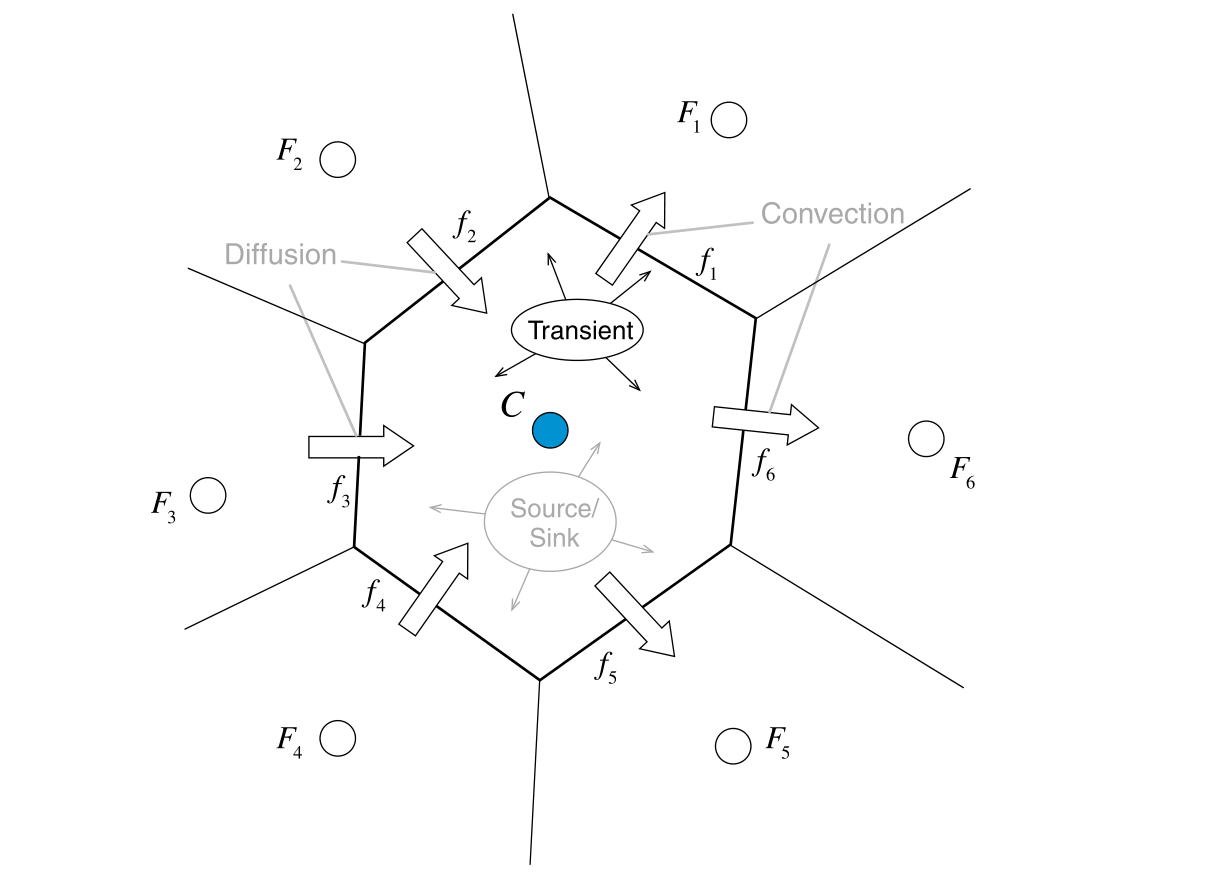 F₁
F₂
Convection
f₂
Diffusion
f₁
Transient
C
f₆
F₆
f₃
F₃
Source/
Sink
f₄
f₅
F₄
F₅